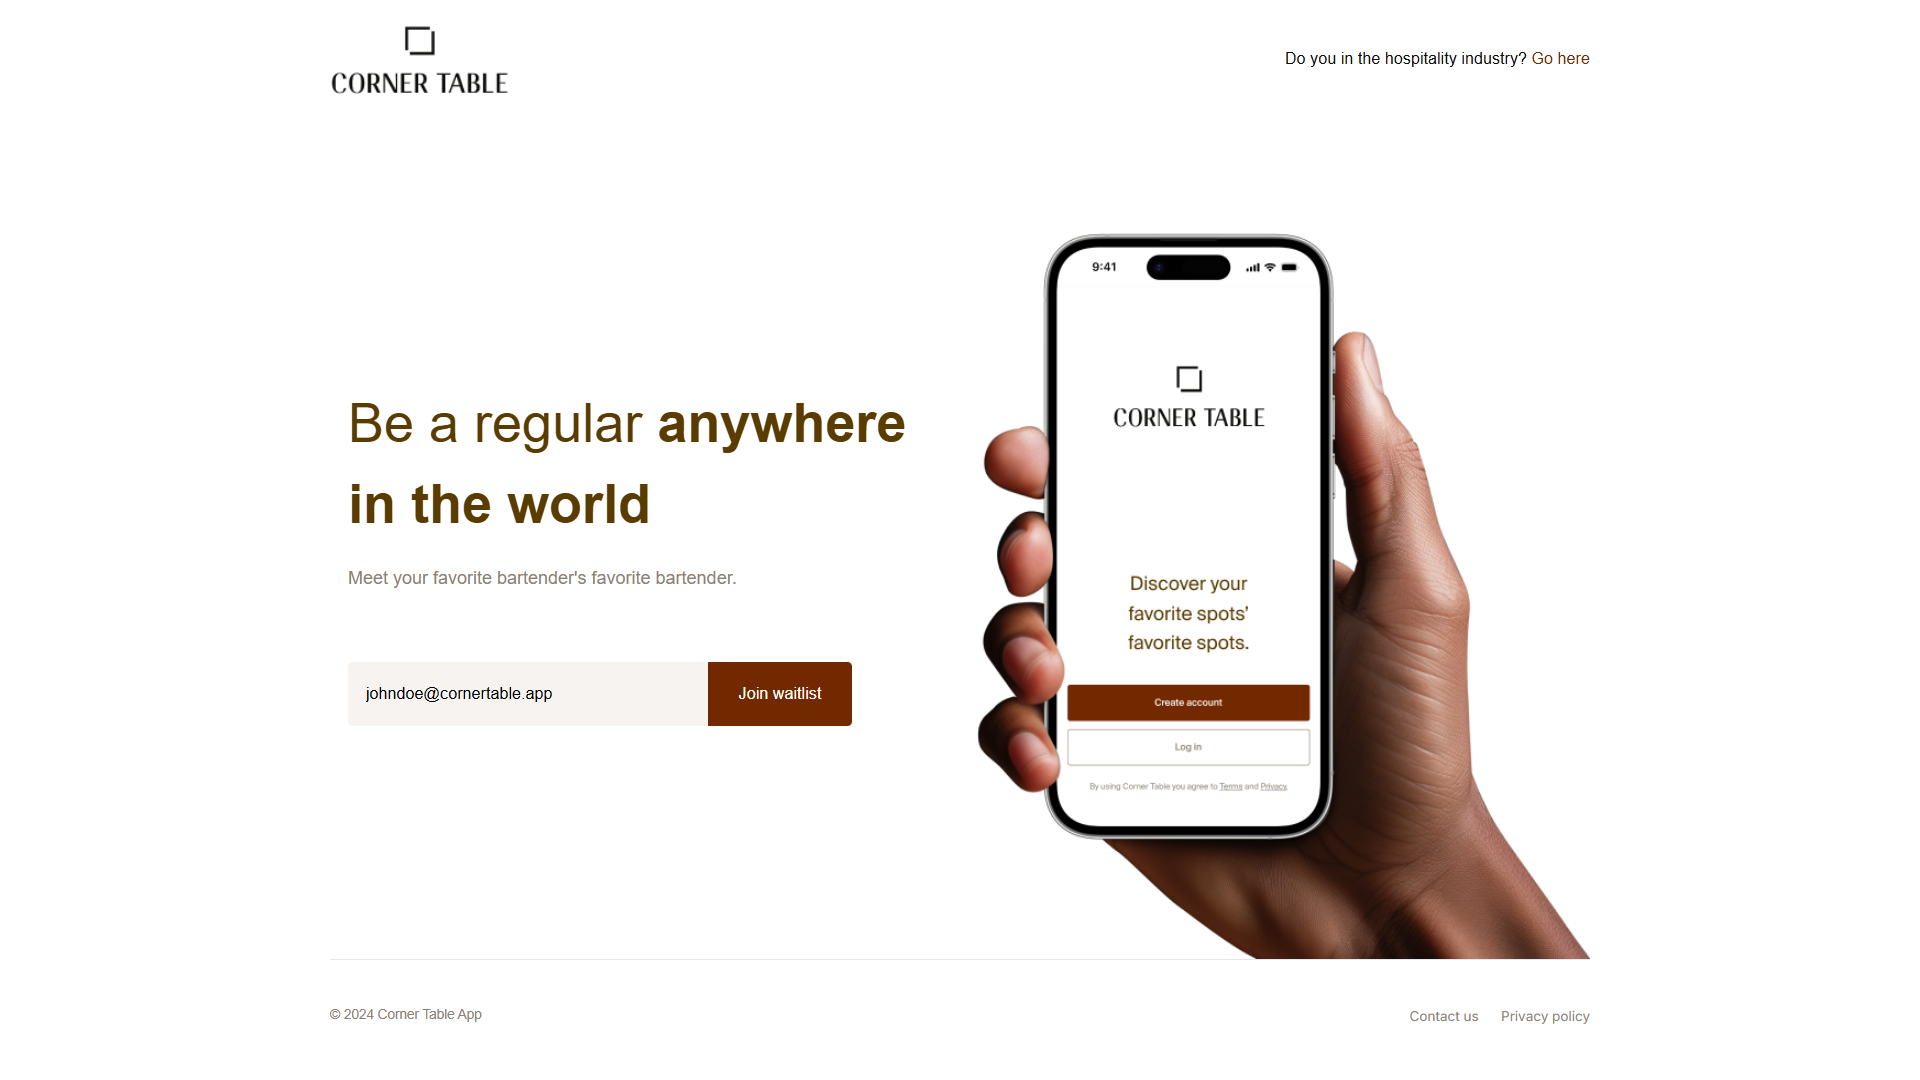 CORNER TABLE
Do you in the hospitality industry? Go here
Be a regular anywhere
in the world
Meet your favorite bartender's favorite bartender.
johndoe@cornertable.app
Join waitlist
9:41
CORNER TABLE
Discover your
favorite spots’
favorite spots.
Create account
Log in
By using Corner Table you agree to Terms and Privacy.
© 2024 Corner Table App
Contact us
Privacy policy